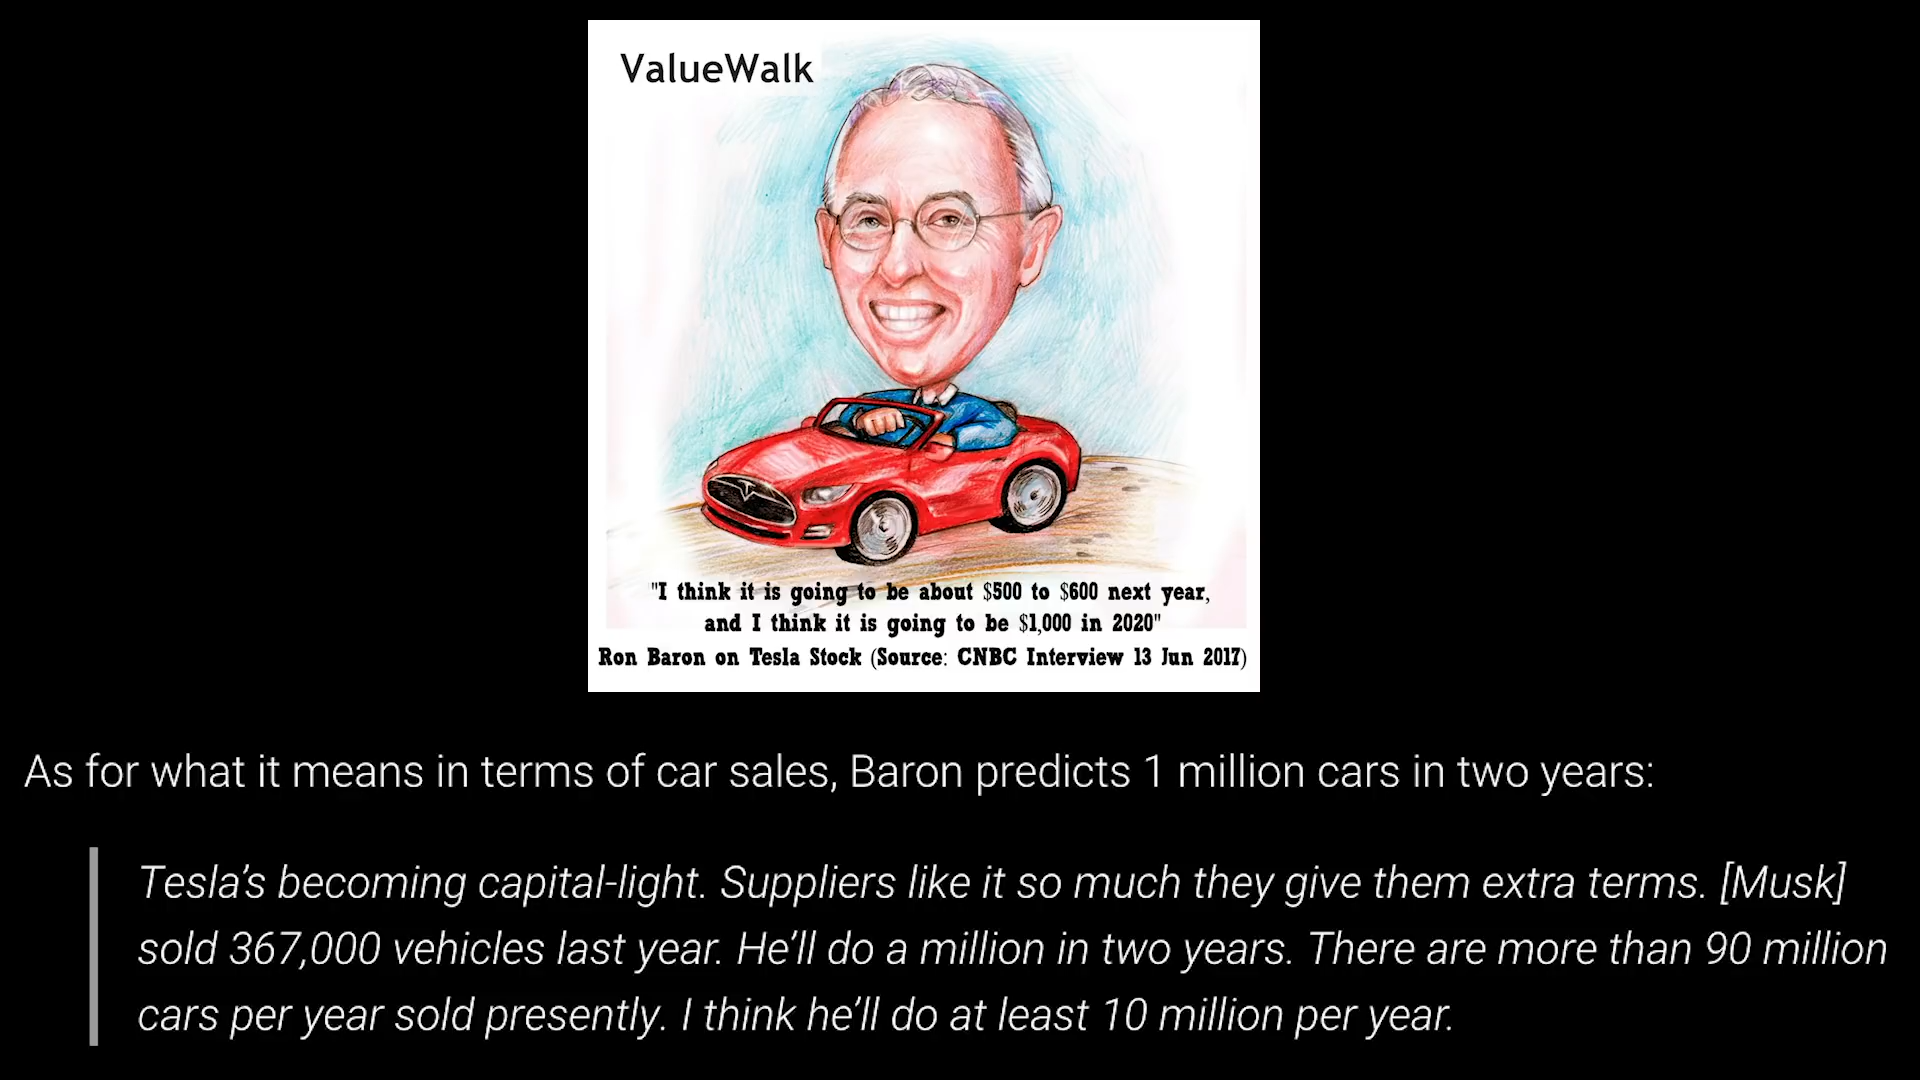 ValueWalk
"I think it is going to be about $500 to $600 next year,
and I think it is going to be $1,000 in 2020"
Ron Baron on Tesla Stock (Source: CNBC Interview 13 Jun 2017)
As for what it means in terms of car sales, Baron predicts 1 million cars in two years:
Tesla’s becoming capital-light. Suppliers like it so much they give them extra terms. [Musk]
sold 367,000 vehicles last year. He’ll do a million in two years. There are more than 90 million
cars per year sold presently. I think he’ll do at least 10 million per year.